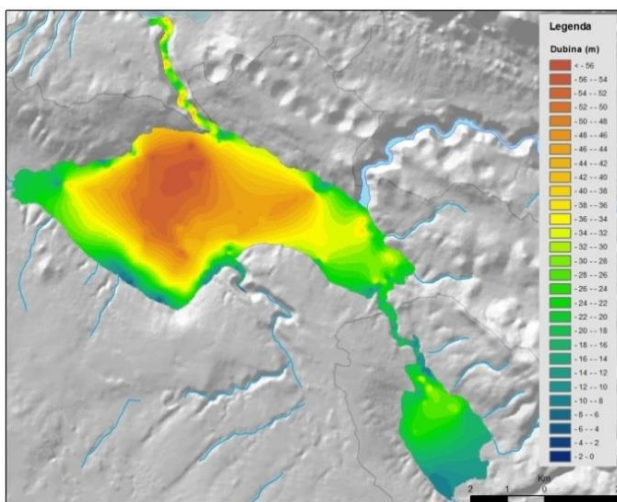 Legenda
Dubina (m)
< - 56
- 56 - - 54
- 54 - - 52
- 52 - - 50
- 50 - - 48
- 48 - - 46
- 46 - - 44
- 44 - - 42
- 42 - - 40
- 40 - - 38
- 38 - - 36
- 36 - - 34
- 34 - - 32
- 32 - - 30
- 30 - - 28
- 28 - - 26
- 26 - - 24
- 24 - - 22
- 22 - - 20
- 20 - - 18
- 18 - - 16
- 16 - - 14
- 14 - - 12
- 12 - - 10
- 10 - - 8
- 8 - - 6
- 6 - - 4
- 4 - - 2
- 2 - 0
Km
2 1 0 2